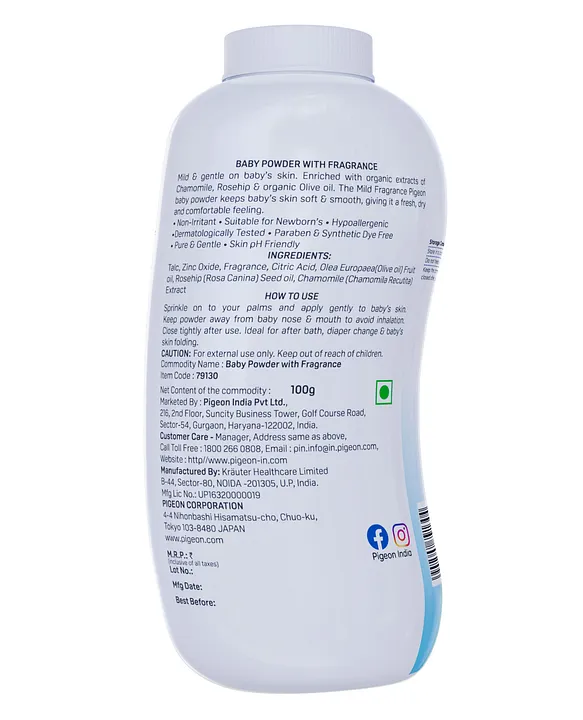 BABY POWDER WITH FRAGRANCE
Mild & gentle on baby's skin. Enriched with organic extracts of
Chamomile, Rosehip & organic Olive oil. The Mild Fragrance Pigeon
baby powder keeps baby's skin soft & smooth, giving it a fresh, dry
and comfortable feeling.
• Non-Irritant • Suitable for Newborn's • Hypoallergenic
•Dermatologically Tested • Paraben & Synthetic Dye Free
• Pure & Gentle • Skin pH Friendly
INGREDIENTS:
Talc, Zinc Oxide, Fragrance, Citric Acid, Olea Europaea(Olive oil) Fruit
oil, Rosehip (Rosa Canina) Seed oil, Chamomile (Chamomila Recutita)
Extract
HOW TO USE
Sprinkle on to your palms and apply gently to baby's skin.
Keep powder away from baby nose & mouth to avoid inhalation.
Close tightly after use. Ideal for after bath, diaper change & baby's
skin folding.
CAUTION: For external use only. Keep out of reach of children.
Commodity Name : Baby Powder with Fragrance
Item Code : 79130
Net Content of the commodity : 100g
Marketed By : Pigeon India Pvt Ltd.,
216, 2nd Floor, Suncity Business Tower, Golf Course Road,
Sector-54, Gurgaon, Haryana-122002, India.
Customer Care - Manager, Address same as above,
Call Toll Free : 1800 266 0808, Email : pin.info@in.pigeon.com,
Website : http//www.pigeon-in.com
Manufactured By: Kräuter Healthcare Limited
B-44, Sector-80, NOIDA -201305, U.P, India.
Mfg Lic No.: UP16320000019
PIGEON CORPORATION
4-4 Nihonbashi Hisamatsu-cho, Chuo-ku,
Tokyo 103-8480 JAPAN
www.pigeon.com
Pigeon India
M.R.P.: ₹
(inclusive of all taxes)
Lot No.:
Mfg Date:
Best Before: